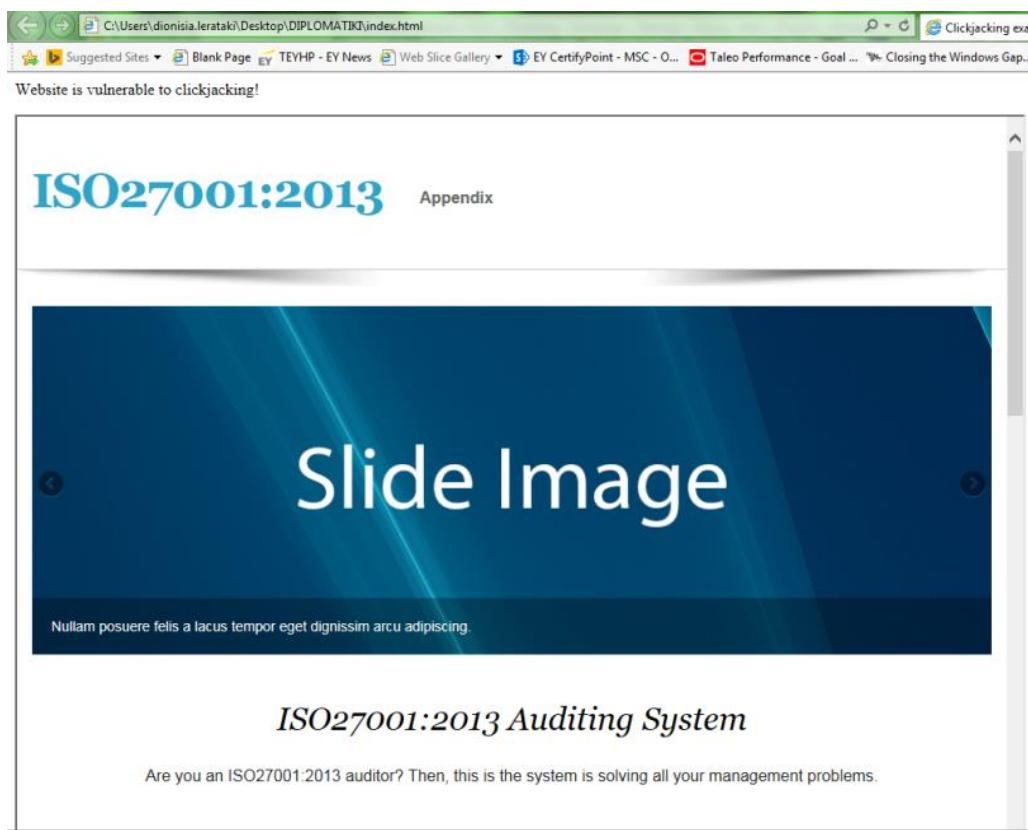 C:\Users\dionisia.lerataki\Desktop\DIPLOMATIKI\index.html Clickjacking exa
Suggested Sites Blank Page EY TEYHP - EY News Web Slice Gallery EY CertifyPoint - MSC - O... Taleo Performance - Goal ... Closing the Windows Gap...
Website is vulnerable to clickjacking!
ISO27001:2013 Appendix
Slide Image
Nullam posuere felis a lacus tempor eget dignissim arcu adipiscing.
ISO27001:2013 Auditing System
Are you an ISO27001:2013 auditor? Then, this is the system is solving all your management problems.